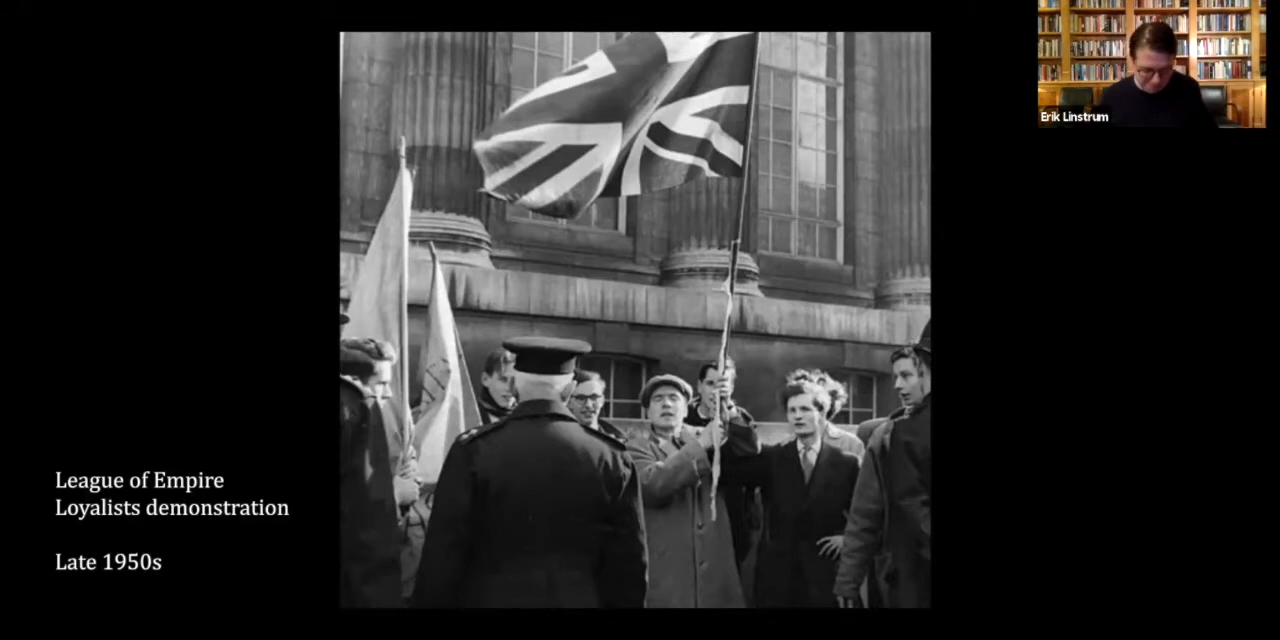 Erik Linstrum
League of Empire
Loyalists demonstration
Late 1950s